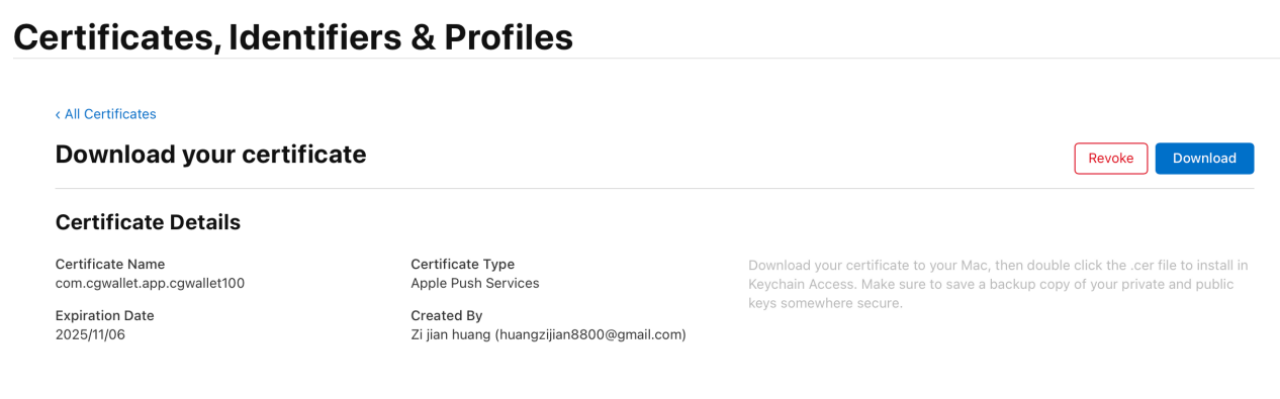 Certificates, Identifiers & Profiles
‹ All Certificates
Download your certificate
Revoke
Download
Certificate Details
Certificate Name
com.cgwallet.app.cgwallet100
Certificate Type
Apple Push Services
Download your certificate to your Mac, then double click the .cer file to install in
Keychain Access. Make sure to save a backup copy of your private and public
keys somewhere secure.
Expiration Date
2025/11/06
Created By
Zi jian huang (huangzijian8800@gmail.com)